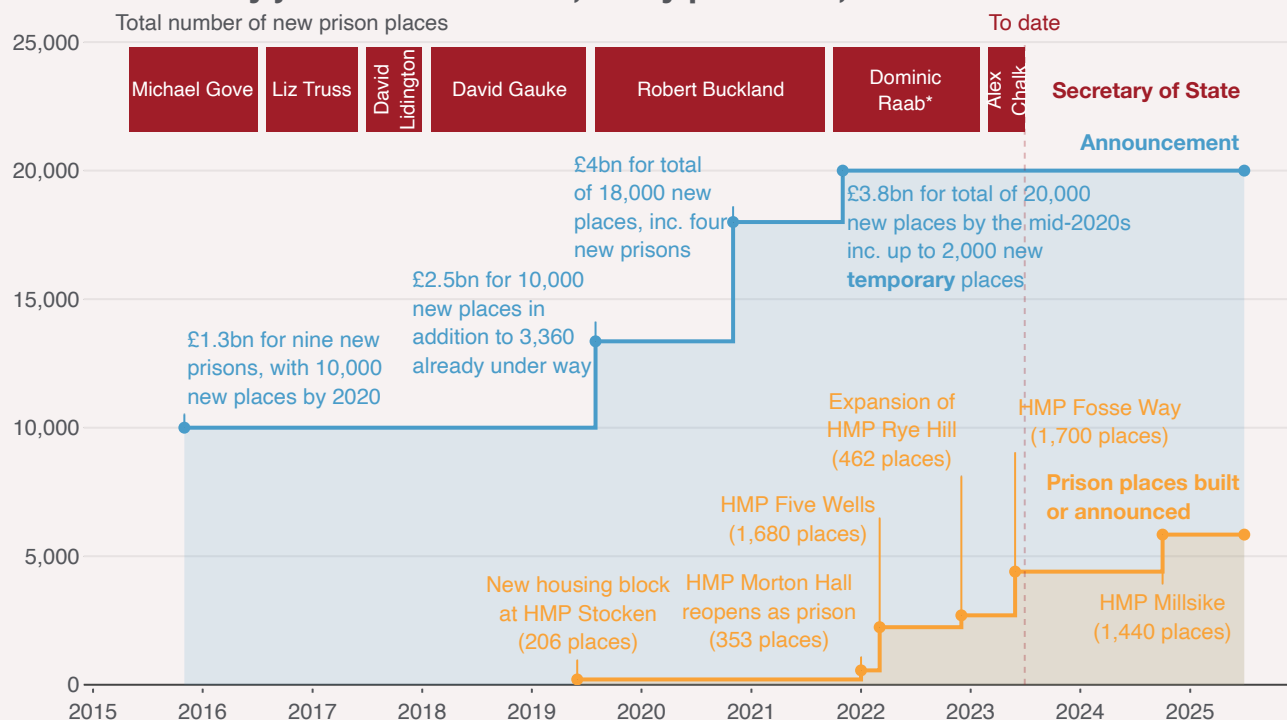 Total number of new prison places
To date
25,000
Michael Gove
Liz Truss
David
Lidington
David Gauke
Robert Buckland
Dominic
Raab*
Alex
Chalk
Secretary of State
Announcement
20,000
£4bn for total
of 18,000 new
places, inc. four
new prisons
£3.8bn for total of 20,000
new places by the mid-2020s
inc. up to 2,000 new
temporary places
15,000
£2.5bn for 10,000
new places in
addition to 3,360
already under way
£1.3bn for nine new
prisons, with 10,000
new places by 2020
10,000
Expansion of
HMP Rye Hill
(462 places)
HMP Fosse Way
(1,700 places)
Prison places built
or announced
HMP Five Wells
(1,680 places)
5,000
New housing block
at HMP Stocken
(206 places)
HMP Morton Hall
reopens as prison
(353 places)
HMP Millsike
(1,440 places)
0
2015 2016 2017 2018 2019 2020 2021 2022 2023 2024 2025